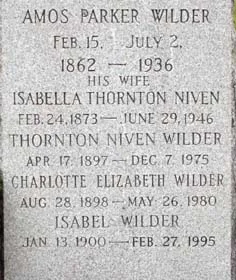 AMOS PARKER WILDER
FEB. 15, — JULY 2,
1862 — 1936
HIS WIFE
ISABELLA THORNTON NIVEN
FEB. 24, 1873 — JUNE 29, 1946
THORNTON NIVEN WILDER
APR. 17, 1897 — DEC. 7, 1975
CHARLOTTE ELIZABETH WILDER
AUG. 28, 1898 — MAY 26, 1980
ISABEL WILDER
JAN. 13, 1900 — FEB. 27, 1995